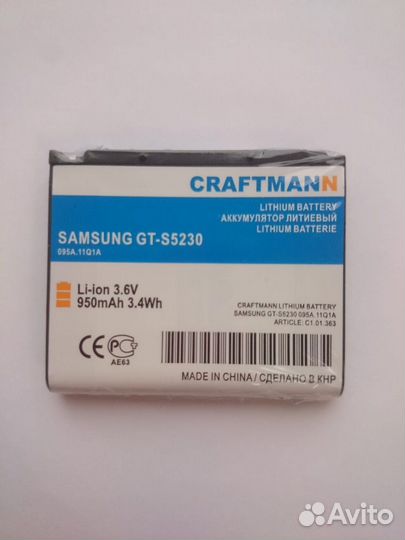 CRAFTMANN
LITHIUM BATTERY
АККУМУЛЯТОР ЛИТИЕВЫЙ
LITHIUM BATTERIE
SAMSUNG GT-S5230
095A.11Q1A
Li-ion 3.6V
950mAh 3.4Wh
CRAFTMANN LITHIUM BATTERY
SAMSUNG GT-S5230 095A.11Q1A
ARTICLE: C1.01.363
CE
PG
AE63
MADE IN CHINA / СДЕЛАНО В КНР
Avito